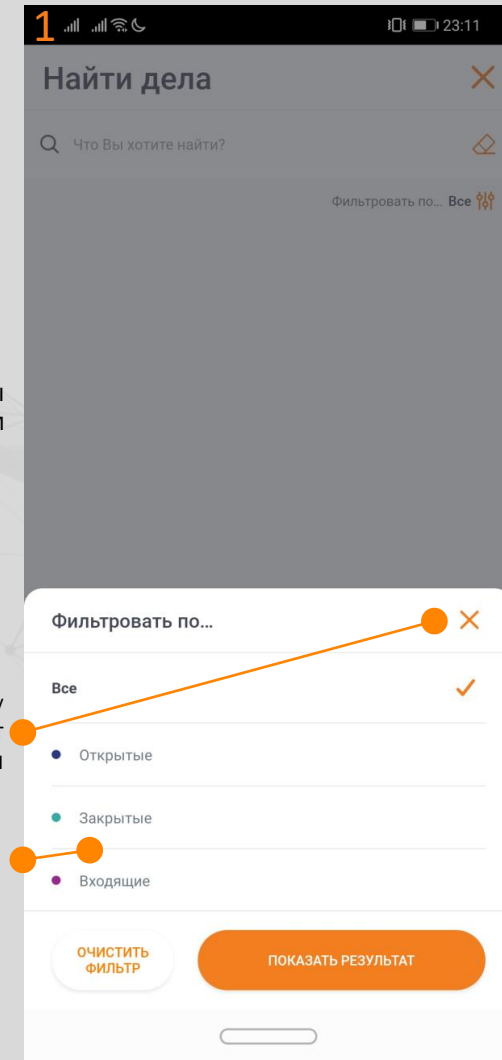 1
23:11
Найти дела
Что Вы хотите найти?
Фильтровать по... Все
Фильтровать по...
Все
Открытые
Закрытые
Входящие
ОЧИСТИТЬ
ФИЛЬТР
ПОКАЗАТЬ РЕЗУЛЬТАТ